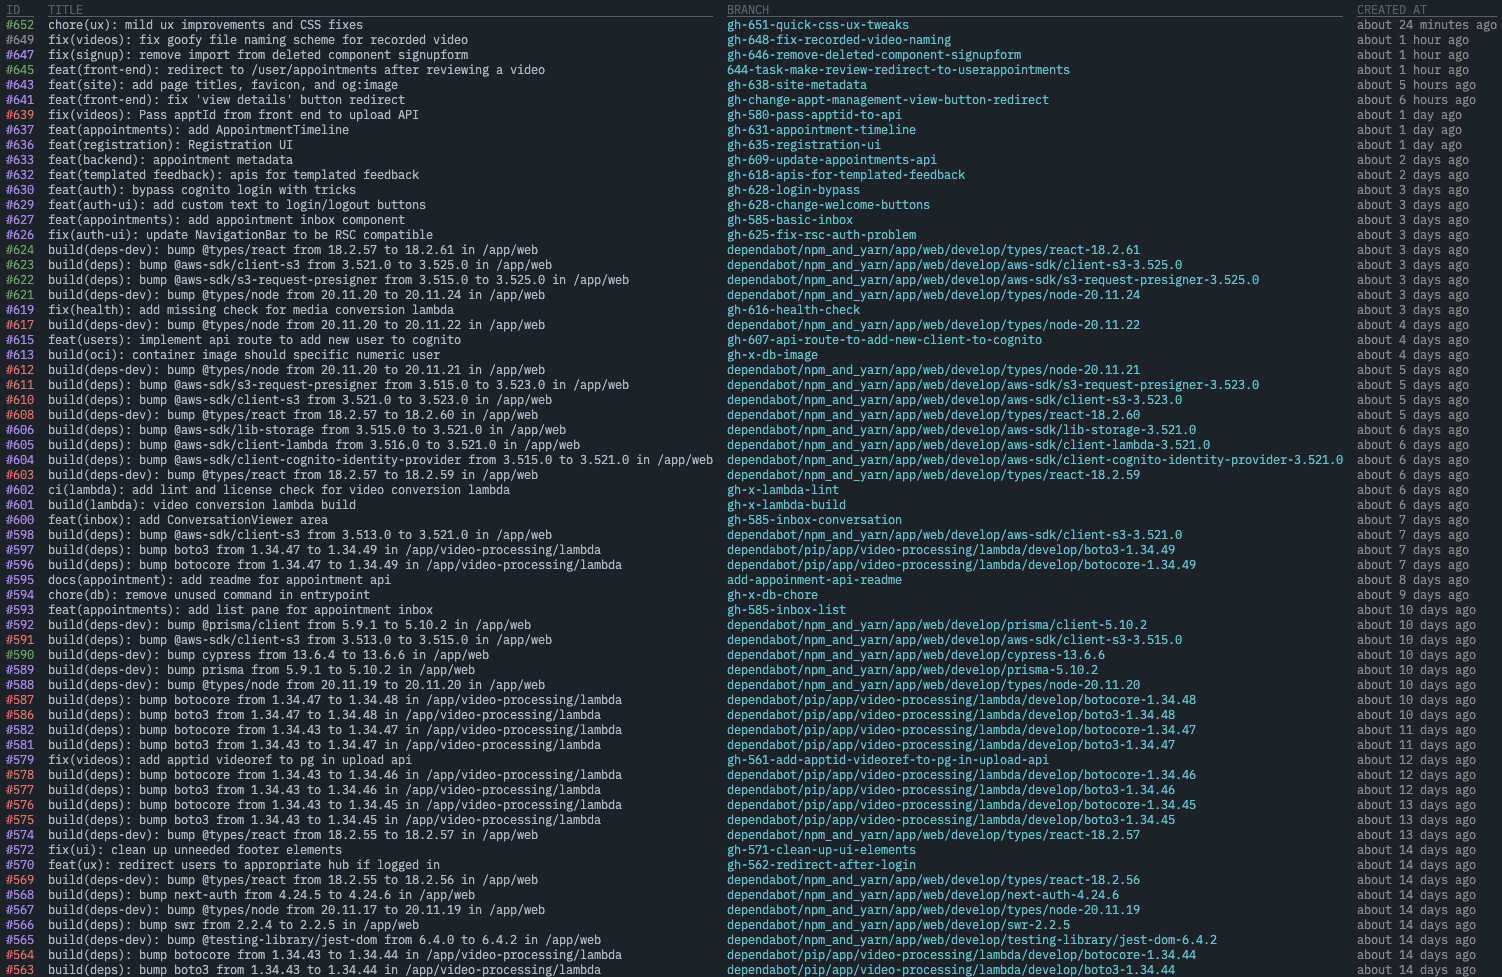 ID TITLE BRANCH CREATED AT
#652 chore(ux): mild ux improvements and CSS fixes gh-651-quick-css-ux-tweaks about 24 minutes ago
#649 fix(videos): fix goofy file naming scheme for recorded video gh-648-fix-recorded-video-naming about 1 hour ago
#647 fix(signup): remove import from deleted component signupform gh-646-remove-deleted-component-signupform about 1 hour ago
#645 feat(front-end): redirect to /user/appointments after reviewing a video 644-task-make-review-redirect-to-userappointments about 1 hour ago
#643 feat(site): add page titles, favicon, and og:image gh-638-site-metadata about 5 hours ago
#641 feat(front-end): fix 'view details' button redirect gh-change-appt-management-view-button-redirect about 6 hours ago
#639 fix(videos): Pass apptId from front end to upload API gh-580-pass-apptid-to-api about 1 day ago
#637 feat(appointments): add AppointmentTimeline gh-631-appointment-timeline about 1 day ago
#636 feat(registration): Registration UI gh-635-registration-ui about 1 day ago
#633 feat(backend): appointment metadata gh-609-update-appointments-api about 2 days ago
#632 feat(templated feedback): apis for templated feedback gh-618-apis-for-templated-feedback about 2 days ago
#630 feat(auth): bypass cognito login with tricks gh-628-login-bypass about 3 days ago
#629 feat(auth-ui): add custom text to login/logout buttons gh-628-change-welcome-buttons about 3 days ago
#627 feat(appointments): add appointment inbox component gh-585-basic-inbox about 3 days ago
#626 fix(auth-ui): update NavigationBar to be RSC compatible gh-625-fix-rsc-auth-problem about 3 days ago
#624 build(deps-dev): bump @types/react from 18.2.57 to 18.2.61 in /app/web dependabot/npm_and_yarn/app/web/develop/types/react-18.2.61 about 3 days ago
#623 build(deps): bump @aws-sdk/client-s3 from 3.521.0 to 3.525.0 in /app/web dependabot/npm_and_yarn/app/web/develop/aws-sdk/client-s3-3.525.0 about 3 days ago
#622 build(deps): bump @aws-sdk/s3-request-presigner from 3.515.0 to 3.525.0 in /app/web dependabot/npm_and_yarn/app/web/develop/aws-sdk/s3-request-presigner-3.525.0 about 3 days ago
#621 build(deps-dev): bump @types/node from 20.11.20 to 20.11.24 in /app/web dependabot/npm_and_yarn/app/web/develop/types/node-20.11.24 about 3 days ago
#619 fix(health): add missing check for media conversion lambda gh-616-health-check about 3 days ago
#617 build(deps-dev): bump @types/node from 20.11.20 to 20.11.22 in /app/web dependabot/npm_and_yarn/app/web/develop/types/node-20.11.22 about 4 days ago
#615 feat(users): implement api route to add new user to cognito gh-607-api-route-to-add-new-client-to-cognito about 4 days ago
#613 build(oci): container image should specific numeric user gh-x-db-image about 4 days ago
#612 build(deps-dev): bump @types/node from 20.11.20 to 20.11.21 in /app/web dependabot/npm_and_yarn/app/web/develop/types/node-20.11.21 about 5 days ago
#611 build(deps): bump @aws-sdk/s3-request-presigner from 3.515.0 to 3.523.0 in /app/web dependabot/npm_and_yarn/app/web/develop/aws-sdk/s3-request-presigner-3.523.0 about 5 days ago
#610 build(deps): bump @aws-sdk/client-s3 from 3.521.0 to 3.523.0 in /app/web dependabot/npm_and_yarn/app/web/develop/aws-sdk/client-s3-3.523.0 about 5 days ago
#608 build(deps-dev): bump @types/react from 18.2.57 to 18.2.60 in /app/web dependabot/npm_and_yarn/app/web/develop/types/react-18.2.60 about 5 days ago
#606 build(deps): bump @aws-sdk/lib-storage from 3.515.0 to 3.521.0 in /app/web dependabot/npm_and_yarn/app/web/develop/aws-sdk/lib-storage-3.521.0 about 6 days ago
#605 build(deps): bump @aws-sdk/client-lambda from 3.516.0 to 3.521.0 in /app/web dependabot/npm_and_yarn/app/web/develop/aws-sdk/client-lambda-3.521.0 about 6 days ago
#604 build(deps): bump @aws-sdk/client-cognito-identity-provider from 3.515.0 to 3.521.0 in /app/web dependabot/npm_and_yarn/app/web/develop/aws-sdk/client-cognito-identity-provider-3.521.0 about 6 days ago
#603 build(deps-dev): bump @types/react from 18.2.57 to 18.2.59 in /app/web dependabot/npm_and_yarn/app/web/develop/types/react-18.2.59 about 6 days ago
#602 ci(lambda): add lint and license check for video conversion lambda gh-x-lambda-lint about 6 days ago
#601 build(lambda): video conversion lambda build gh-x-lambda-build about 6 days ago
#600 feat(inbox): add ConversationViewer area gh-585-inbox-conversation about 7 days ago
#598 build(deps): bump @aws-sdk/client-s3 from 3.513.0 to 3.521.0 in /app/web dependabot/npm_and_yarn/app/web/develop/aws-sdk/client-s3-3.521.0 about 7 days ago
#597 build(deps): bump boto3 from 1.34.47 to 1.34.49 in /app/video-processing/lambda dependabot/pip/app/video-processing/lambda/develop/boto3-1.34.49 about 7 days ago
#596 build(deps): bump botocore from 1.34.47 to 1.34.49 in /app/video-processing/lambda dependabot/pip/app/video-processing/lambda/develop/botocore-1.34.49 about 7 days ago
#595 docs(appointment): add readme for appointment api add-appoinment-api-readme about 8 days ago
#594 chore(db): remove unused command in entrypoint gh-x-db-chore about 9 days ago
#593 feat(appointments): add list pane for appointment inbox gh-585-inbox-list about 10 days ago
#592 build(deps): bump @prisma/client from 5.9.1 to 5.10.2 in /app/web dependabot/npm_and_yarn/app/web/develop/prisma/client-5.10.2 about 10 days ago
#591 build(deps): bump @aws-sdk/client-s3 from 3.513.0 to 3.515.0 in /app/web dependabot/npm_and_yarn/app/web/develop/aws-sdk/client-s3-3.515.0 about 10 days ago
#590 build(deps-dev): bump cypress from 13.6.4 to 13.6.6 in /app/web dependabot/npm_and_yarn/app/web/develop/cypress-13.6.6 about 10 days ago
#589 build(deps-dev): bump prisma from 5.9.1 to 5.10.2 in /app/web dependabot/npm_and_yarn/app/web/develop/prisma-5.10.2 about 10 days ago
#588 build(deps-dev): bump @types/node from 20.11.19 to 20.11.20 in /app/web dependabot/npm_and_yarn/app/web/develop/types/node-20.11.20 about 10 days ago
#587 build(deps): bump botocore from 1.34.47 to 1.34.48 in /app/video-processing/lambda dependabot/pip/app/video-processing/lambda/develop/botocore-1.34.48 about 10 days ago
#586 build(deps): bump boto3 from 1.34.47 to 1.34.48 in /app/video-processing/lambda dependabot/pip/app/video-processing/lambda/develop/boto3-1.34.48 about 10 days ago
#582 build(deps): bump botocore from 1.34.43 to 1.34.47 in /app/video-processing/lambda dependabot/pip/app/video-processing/lambda/develop/botocore-1.34.47 about 11 days ago
#581 build(deps): bump boto3 from 1.34.43 to 1.34.47 in /app/video-processing/lambda dependabot/pip/app/video-processing/lambda/develop/boto3-1.34.47 about 11 days ago
#579 fix(videos): add apptid videoref to pg in upload api gh-561-add-apptid-videoref-to-pg-in-upload-api about 12 days ago
#578 build(deps): bump botocore from 1.34.43 to 1.34.46 in /app/video-processing/lambda dependabot/pip/app/video-processing/lambda/develop/botocore-1.34.46 about 12 days ago
#577 build(deps): bump boto3 from 1.34.43 to 1.34.46 in /app/video-processing/lambda dependabot/pip/app/video-processing/lambda/develop/boto3-1.34.46 about 12 days ago
#576 build(deps): bump botocore from 1.34.43 to 1.34.45 in /app/video-processing/lambda dependabot/pip/app/video-processing/lambda/develop/botocore-1.34.45 about 13 days ago
#575 build(deps): bump boto3 from 1.34.43 to 1.34.45 in /app/video-processing/lambda dependabot/pip/app/video-processing/lambda/develop/boto3-1.34.45 about 13 days ago
#574 build(deps-dev): bump @types/react from 18.2.55 to 18.2.57 in /app/web dependabot/npm_and_yarn/app/web/develop/types/react-18.2.57 about 13 days ago
#572 fix(ui): clean up unneeded footer elements gh-571-clean-up-ui-elements about 14 days ago
#570 feat(ux): redirect users to appropriate hub if logged in gh-562-redirect-after-login about 14 days ago
#569 build(deps-dev): bump @types/react from 18.2.55 to 18.2.56 in /app/web dependabot/npm_and_yarn/app/web/develop/types/react-18.2.56 about 14 days ago
#568 build(deps): bump next-auth from 4.24.5 to 4.24.6 in /app/web dependabot/npm_and_yarn/app/web/develop/next-auth-4.24.6 about 14 days ago
#567 build(deps-dev): bump @types/node from 20.11.17 to 20.11.19 in /app/web dependabot/npm_and_yarn/app/web/develop/types/node-20.11.19 about 14 days ago
#566 build(deps): bump swr from 2.2.4 to 2.2.5 in /app/web dependabot/npm_and_yarn/app/web/develop/swr-2.2.5 about 14 days ago
#565 build(deps-dev): bump @testing-library/jest-dom from 6.4.0 to 6.4.2 in /app/web dependabot/npm_and_yarn/app/web/develop/testing-library/jest-dom-6.4.2 about 14 days ago
#564 build(deps): bump botocore from 1.34.43 to 1.34.44 in /app/video-processing/lambda dependabot/pip/app/video-processing/lambda/develop/botocore-1.34.44 about 14 days ago
#563 build(deps): bump boto3 from 1.34.43 to 1.34.44 in /app/video-processing/lambda dependabot/pip/app/video-processing/lambda/develop/boto3-1.34.44 about 14 days ago